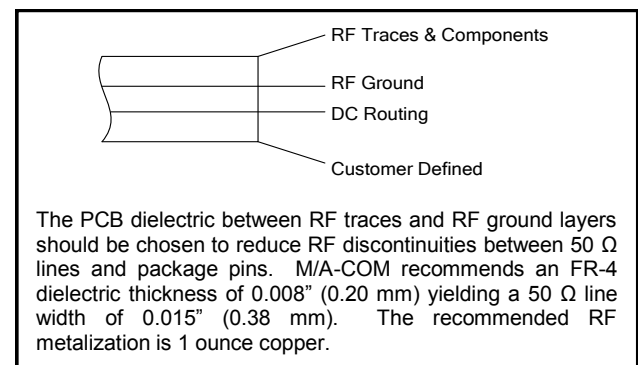 RF Traces & Components
RF Ground
DC Routing
Customer Defined
The PCB dielectric between RF traces and RF ground layers
should be chosen to reduce RF discontinuities between 50 Ω
lines and package pins. M/A-COM recommends an FR-4
dielectric thickness of 0.008” (0.20 mm) yielding a 50 Ω line
width of 0.015” (0.38 mm). The recommended RF
metalization is 1 ounce copper.